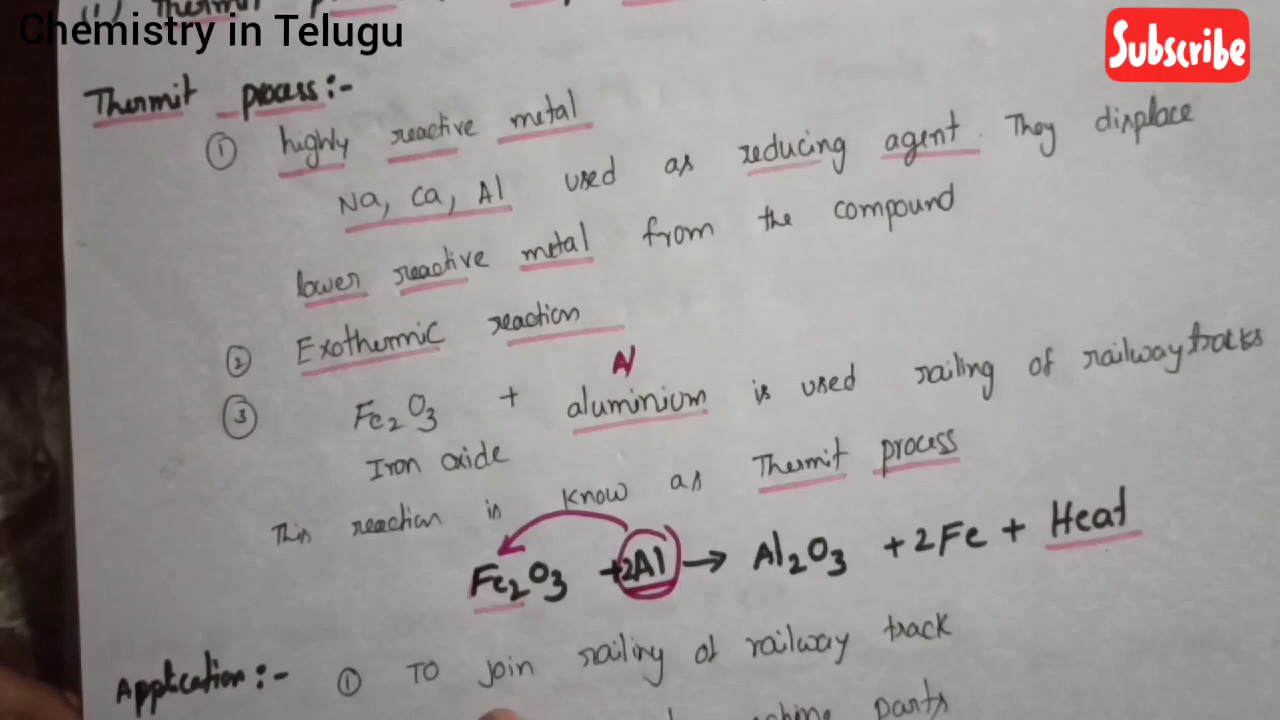 Chemistry in Telugu
Subscribe
Thermit process:-
① highly reactive metal
Na, Ca, Al used as reducing agent. They displace
lower reactive metal from the compound
② Exothermic reaction
Al
③ Fe2O3 + aluminium is used railing of railway tracks
Iron oxide
This reaction is know as Thermit process
Fe2O3 +2Al → Al2O3 +2Fe + Heat
Application:- ① To join railing of railway track
parts